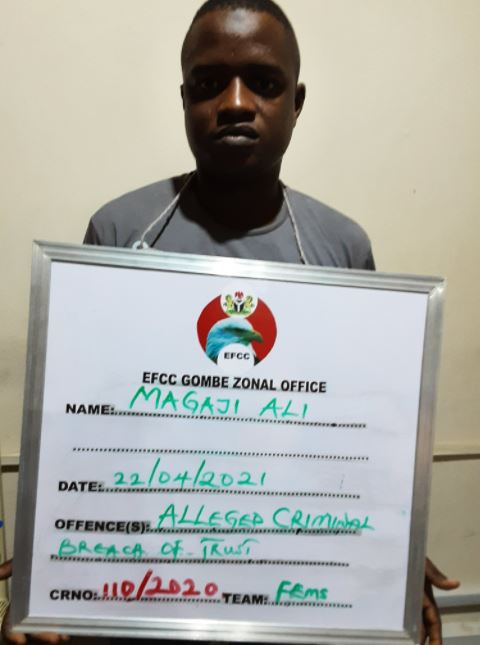 EFCC
EFCC GOMBE ZONAL OFFICE
NAME: MAGAJI ALI
DATE: 22/04/2021
OFFENCE(S): ALLEGED CRIMINAL
BREACH OF TRUST
CRNO: 110/2020 TEAM: FEMS